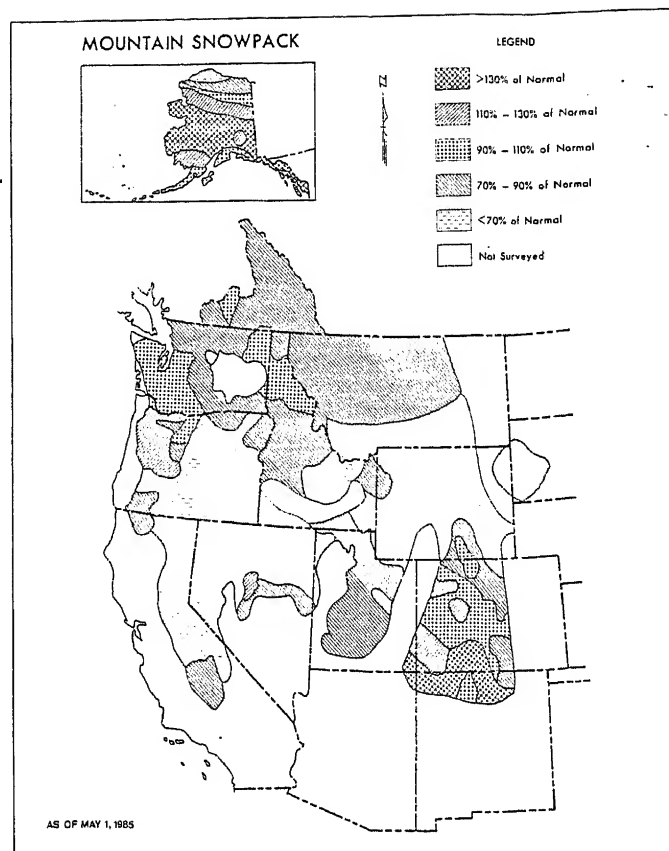 MOUNTAIN SNOWPACK
LEGEND
>130% of Normal
110% - 130% of Normal
90% - 110% of Normal
70% - 90% of Normal
<70% of Normal
Not Surveyed
N
AS OF MAY 1, 1985